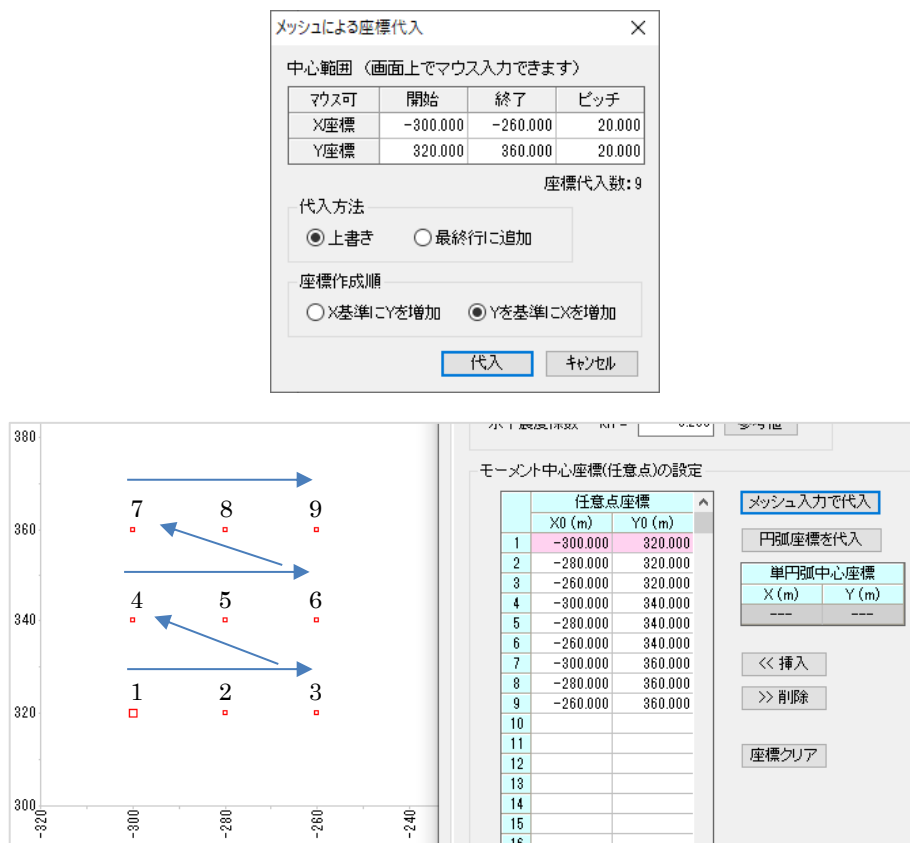 メッシュによる座標代入
中心範囲 (画面上でマウス入力できます)
マウス可 開始 終了 ピッチ
X座標 -300.000 -260.000 20.000
Y座標 320.000 360.000 20.000
座標代入数:9
代入方法
上書き 最終行に追加
座標作成順
X基準にYを増加 Yを基準にXを増加
代入 キャンセル
380
360
340
320
300
-320 -300 -280 -260 -240
7 8 9
4 5 6
1 2 3
モーメント中心座標(任意点)の設定
任意点座標
X0 (m) Y0 (m)
1 -300.000 320.000
2 -280.000 320.000
3 -260.000 320.000
4 -300.000 340.000
5 -280.000 340.000
6 -260.000 340.000
7 -300.000 360.000
8 -280.000 360.000
9 -260.000 360.000
10
11
12
13
14
15
16
メッシュ入力で代入
円弧座標を代入
単円弧中心座標
X (m) Y (m)
--- ---
<< 挿入
>> 削除
座標クリア